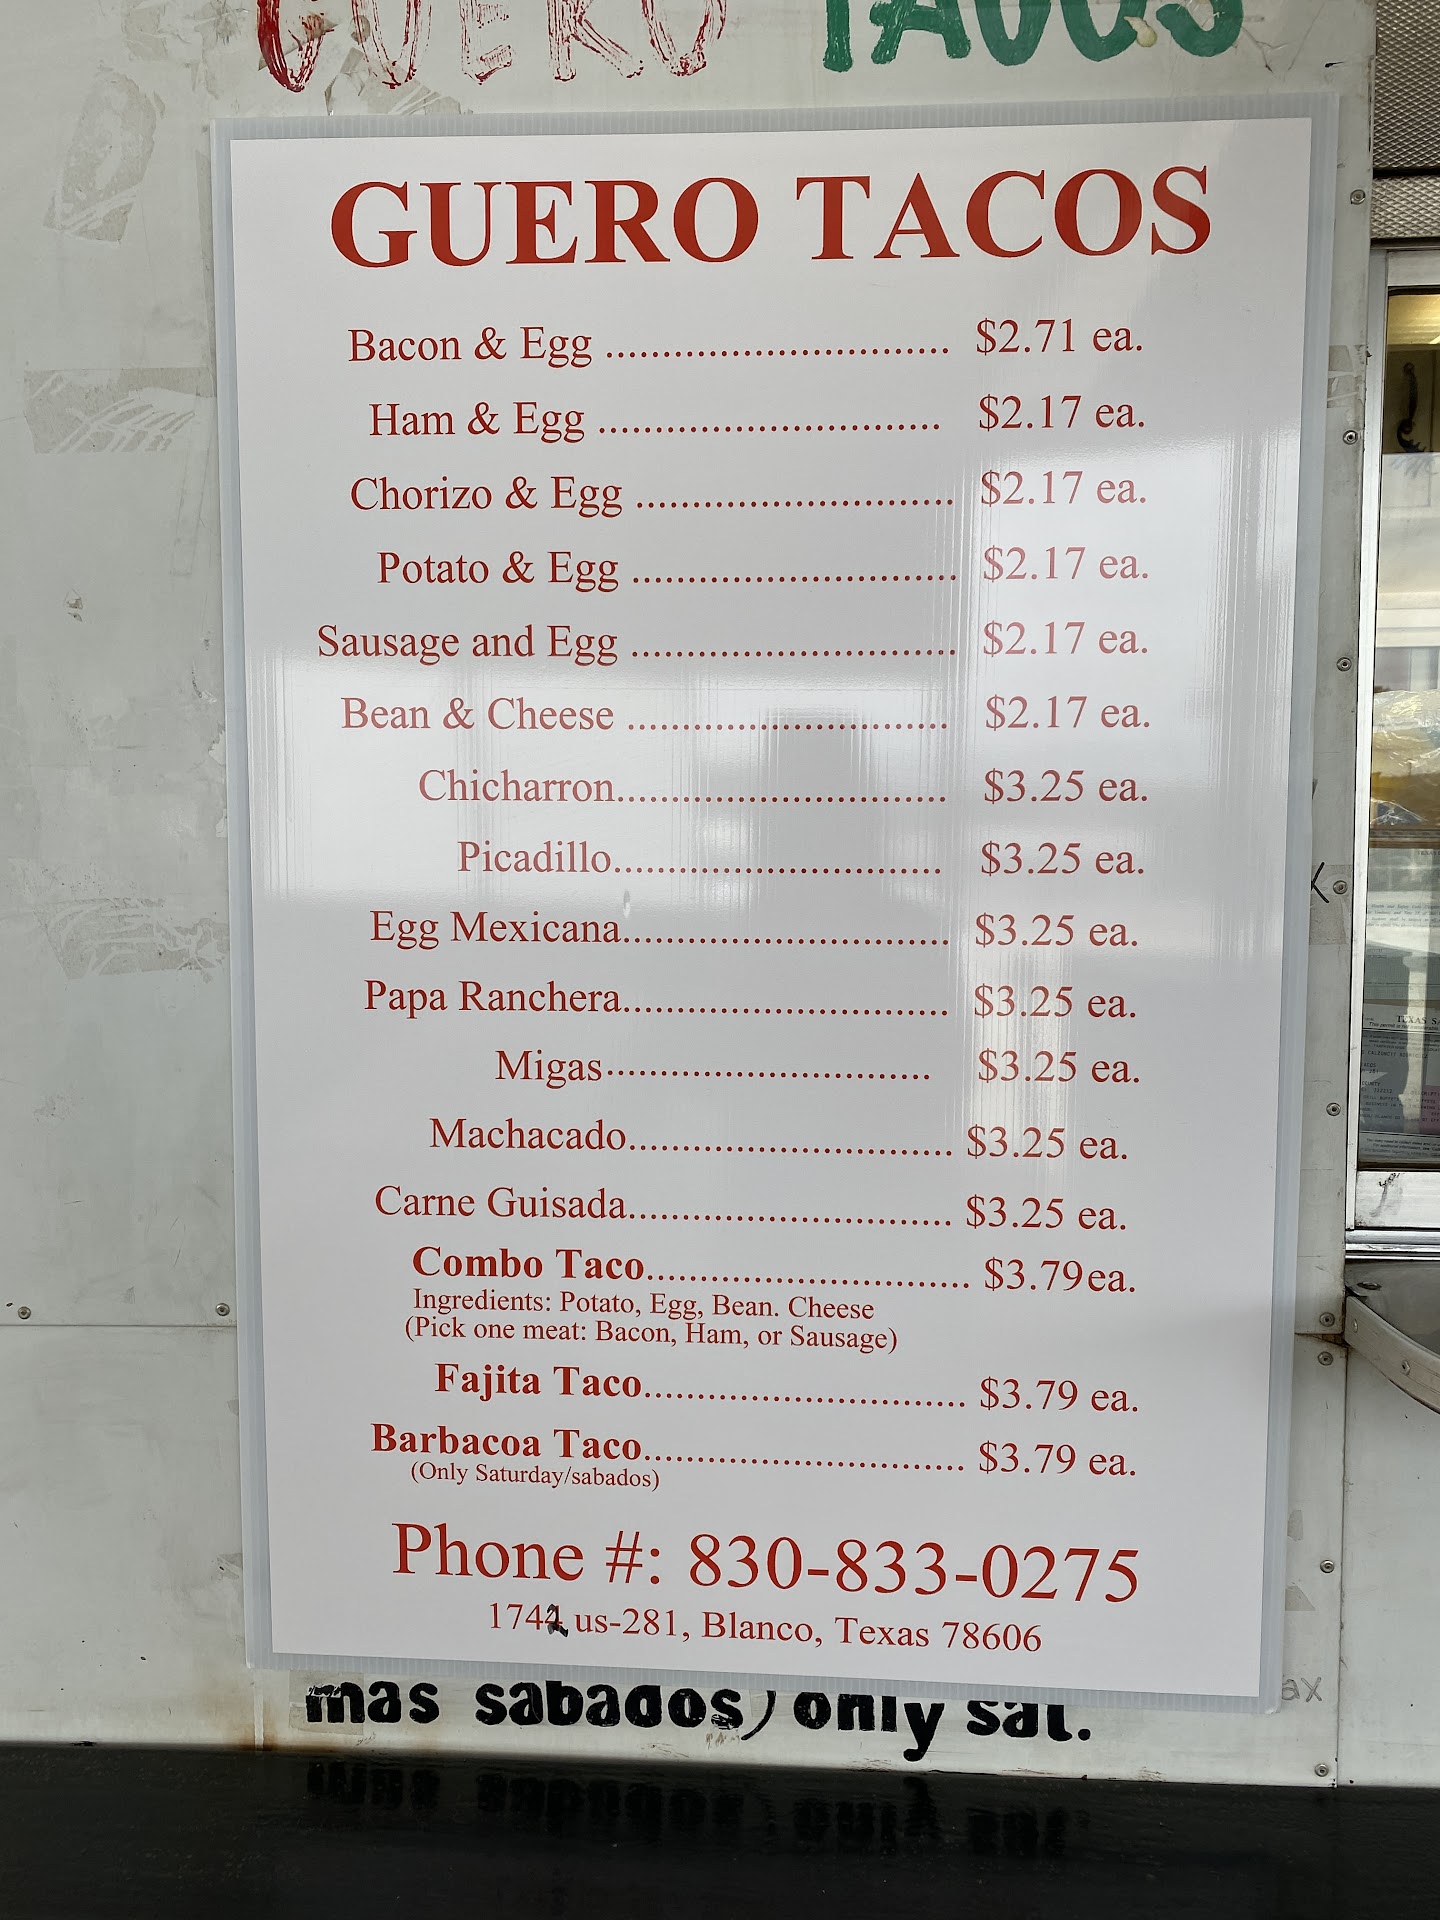 GUERO TACOS
GUERO TACOS
Bacon & Egg .............................. $2.71 ea.
Ham & Egg .............................. $2.17 ea.
Chorizo & Egg ............................ $2.17 ea.
Potato & Egg ............................. $2.17 ea.
Sausage and Egg ............................. $2.17 ea.
Bean & Cheese ............................ $2.17 ea.
Chicharron............................. $3.25 ea.
Picadillo............................. $3.25 ea.
Egg Mexicana............................. $3.25 ea.
Papa Ranchera............................. $3.25 ea.
Migas............................. $3.25 ea.
Machacado............................. $3.25 ea.
Carne Guisada............................. $3.25 ea.
Combo Taco............................. $3.79ea.
Ingredients: Potato, Egg, Bean. Cheese
(Pick one meat: Bacon, Ham, or Sausage)
Fajita Taco............................. $3.79 ea.
Barbacoa Taco............................. $3.79 ea.
(Only Saturday/sabados)
Phone #: 830-833-0275
1742 us-281, Blanco, Texas 78606
mas sabados) only sat.